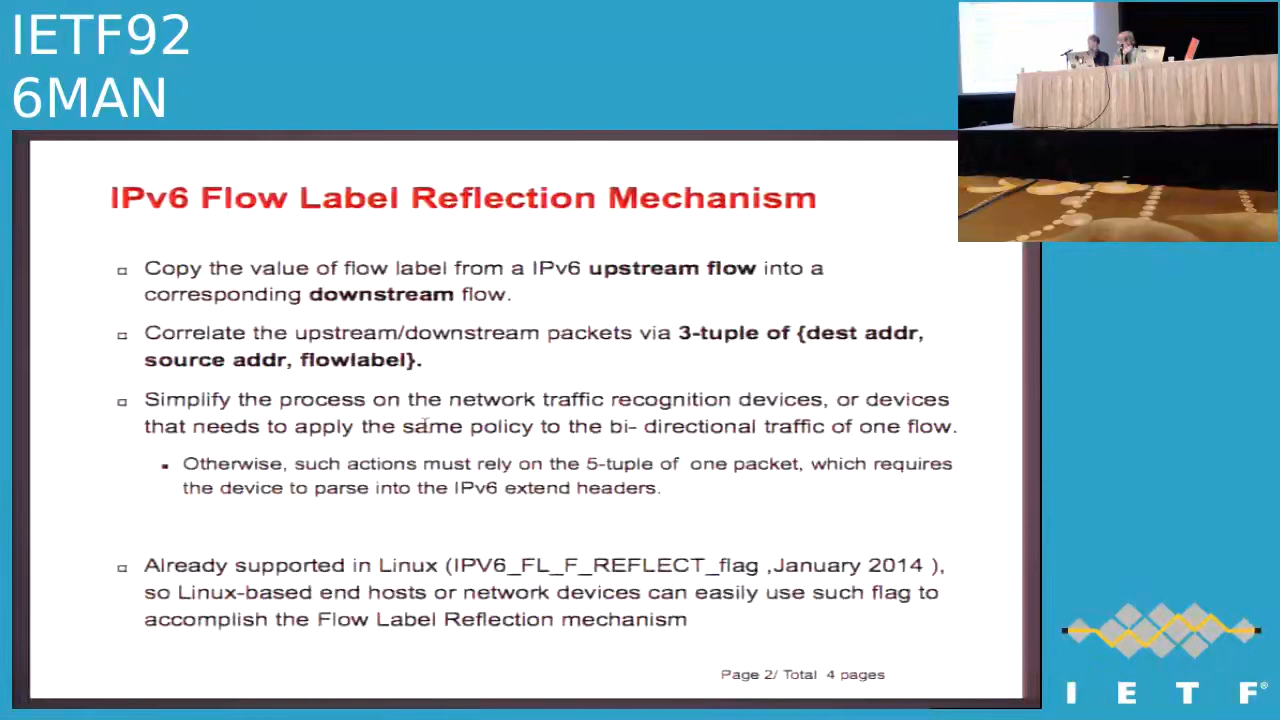 IETF92
6MAN
IPv6 Flow Label Reflection Mechanism
Copy the value of flow label from a IPv6 upstream flow into a
corresponding downstream flow.
Correlate the upstream/downstream packets via 3-tuple of {dest addr,
source addr, flowlabel}.
Simplify the process on the network traffic recognition devices, or devices
that needs to apply the same policy to the bi- directional traffic of one flow.
Otherwise, such actions must rely on the 5-tuple of one packet, which requires
the device to parse into the IPv6 extend headers.
Already supported in Linux (IPV6_FL_F_REFLECT_flag ,January 2014 ),
so Linux-based end hosts or network devices can easily use such flag to
accomplish the Flow Label Reflection mechanism
Page 2/ Total 4 pages
I E T F®